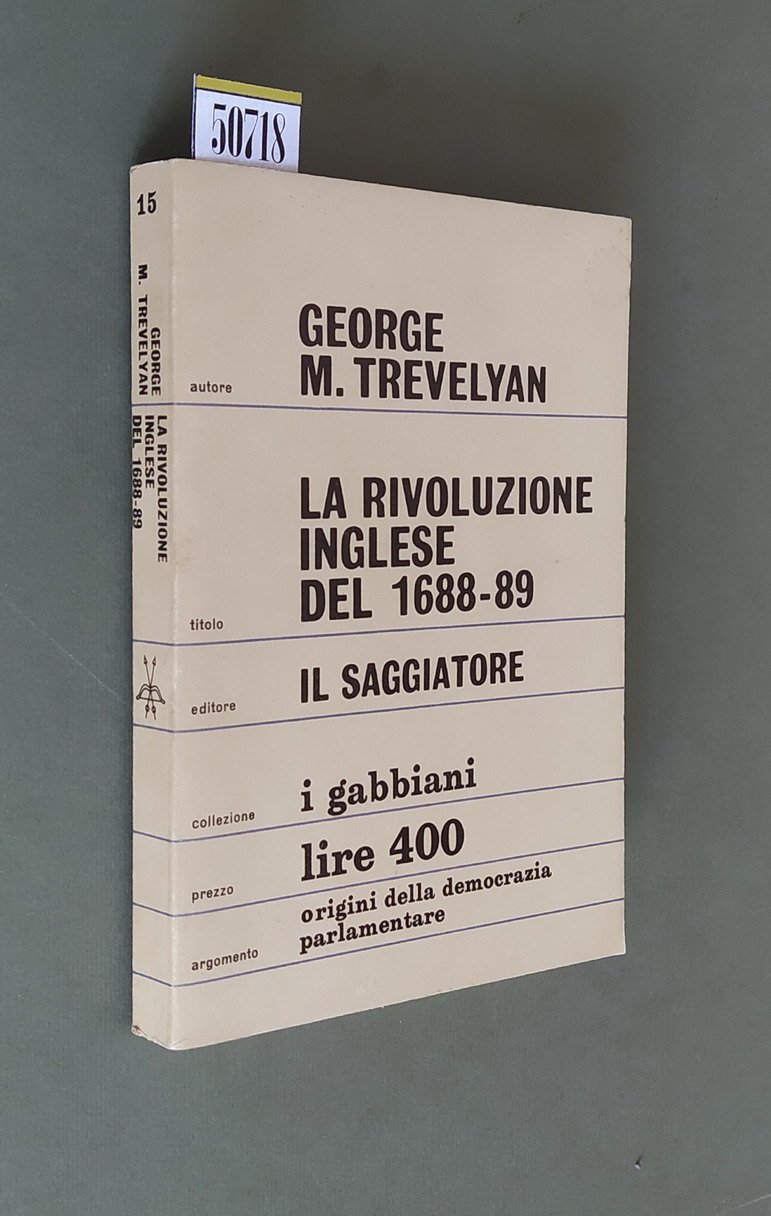 50718
15
GEORGE
M. TREVELYAN
LA RIVOLUZIONE
INGLESE
DEL 1688-89
autore
GEORGE
M. TREVELYAN
titolo
LA RIVOLUZIONE
INGLESE
DEL 1688-89
editore
IL SAGGIATORE
collezione
i gabbiani
prezzo
lire 400
argomento
origini della democrazia
parlamentare